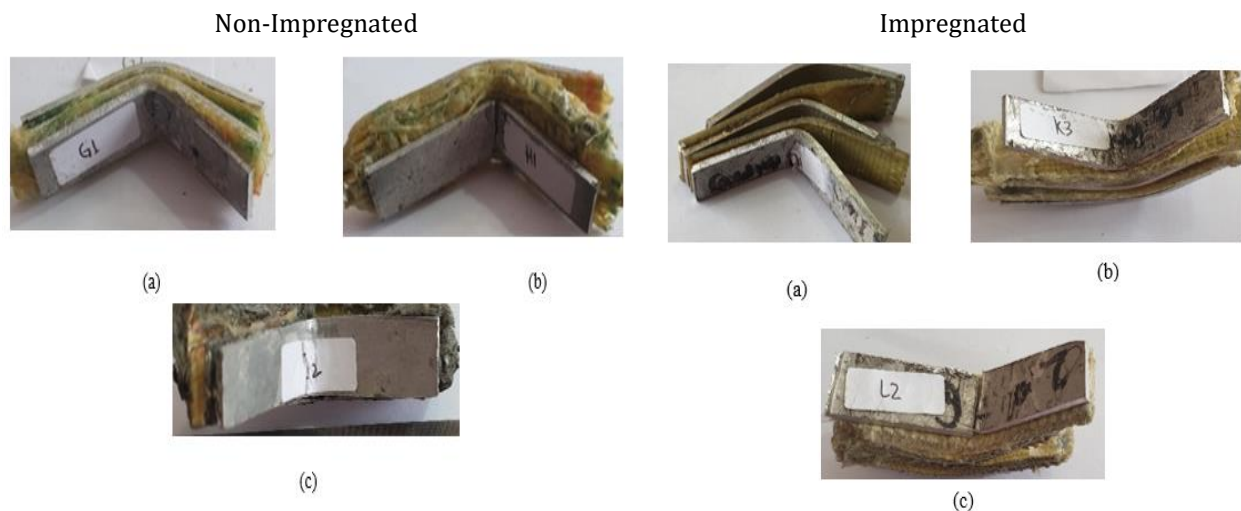 Non-Impregnated
Impregnated
G1
H1
K3
(a)
(b)
(a)
(b)
L2
(c)
(c)